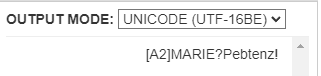 OUTPUT MODE: UNICODE (UTF-16BE)
[A2]MARIE?Pebtenz!